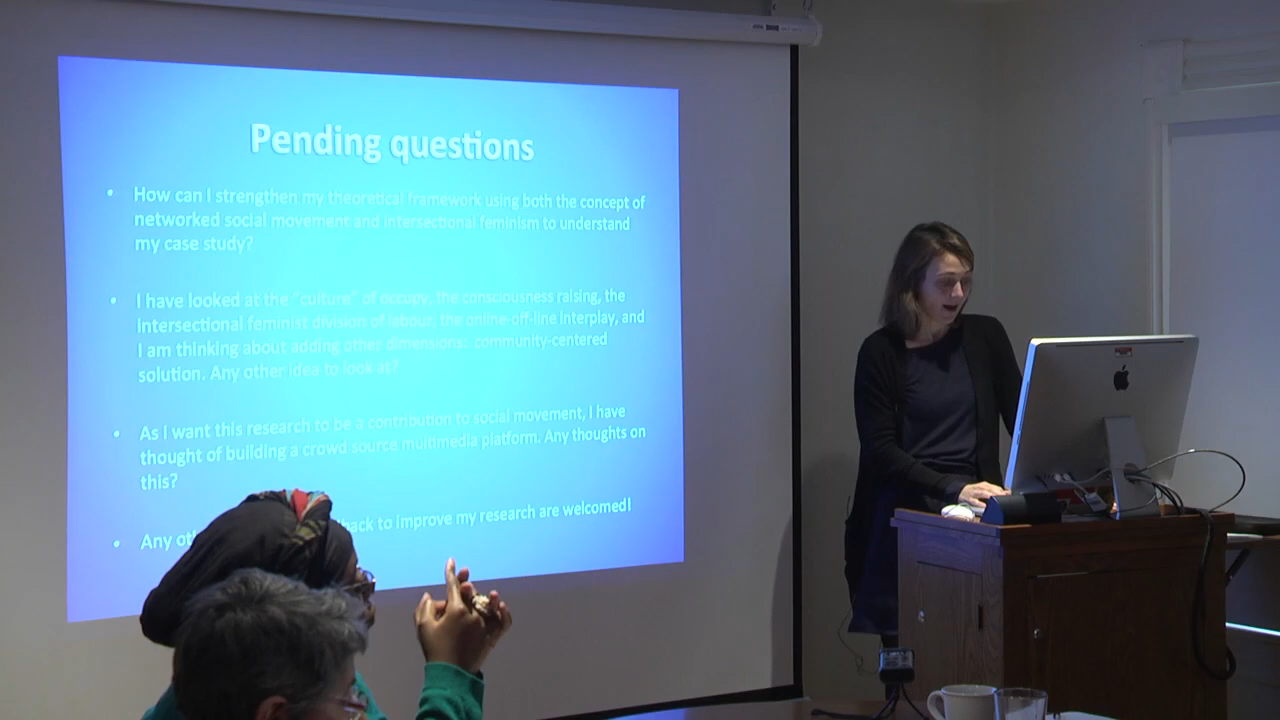 Pending questions
• How can I strengthen my theoretical framework using both the concept of
networked social movement and intersectional feminism to understand
my case study?
• I have looked at the "culture" of occupy, the consciousness raising, the
intersectional feminist division of labour, the online-off-line interplay, and
I am thinking about adding other dimensions: community-centered
solution. Any other idea to look at?
• As I want this research to be a contribution to social movement, I have
thought of building a crowd source multimedia platform. Any thoughts on
this?
• Any to improve my research are welcomed!